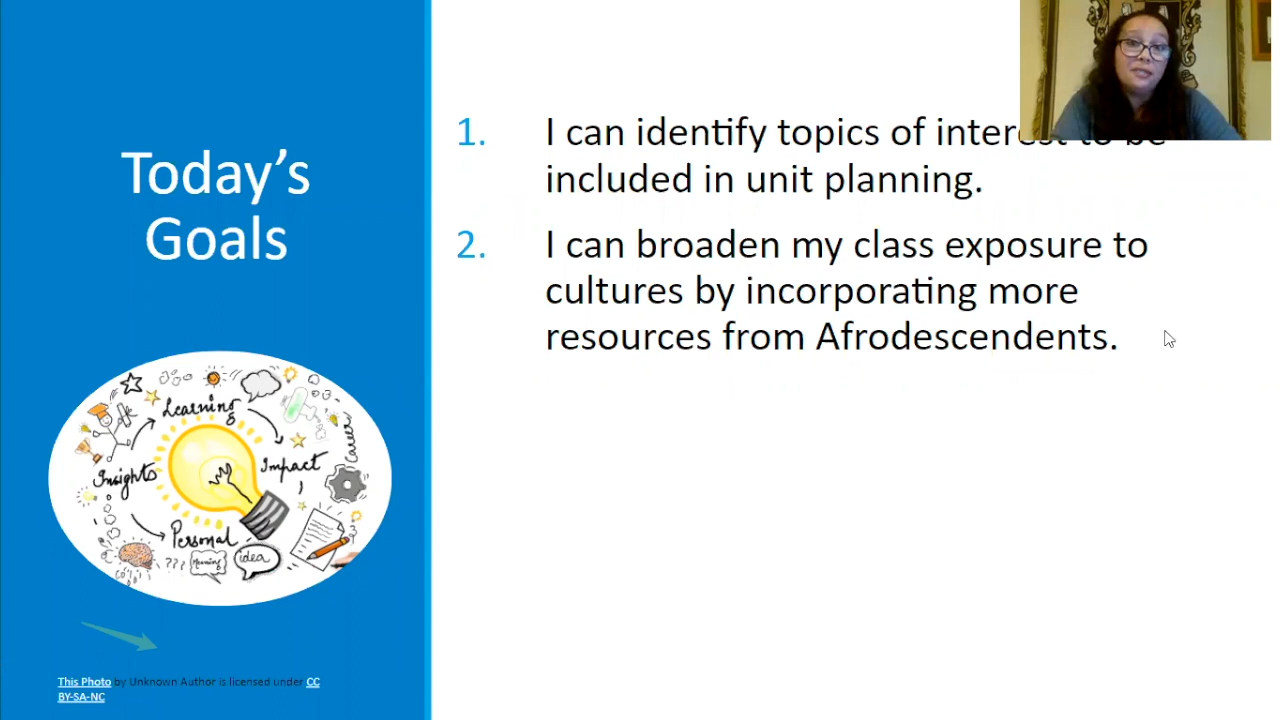 Today's
Goals
1. I can identify topics of interest to be
included in unit planning.
2. I can broaden my class exposure to
cultures by incorporating more
resources from Afrodescendents.
Learning
Insights
Impact
Career
Personal
???
Meaning
idea
This Photo by Unknown Author is licensed under CC
BY-SA-NC